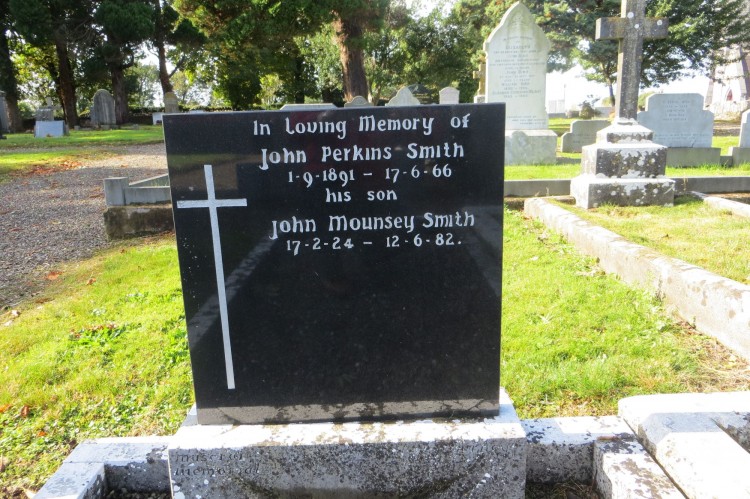 In Loving Memory of
John Perkins Smith
1-9-1891 - 17-6-66
his son
John Mounsey Smith
17-2-24 - 12-6-82.
memorial